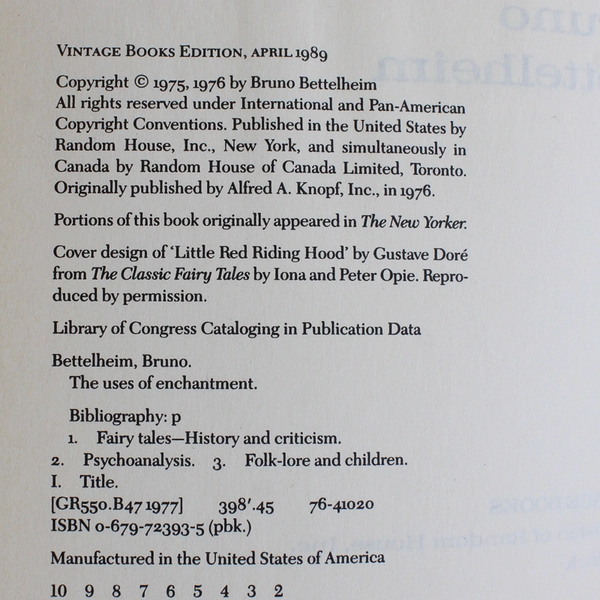 VINTAGE BOOKS EDITION, APRIL 1989
Copyright © 1975, 1976 by Bruno Bettelheim
All rights reserved under International and Pan-American
Copyright Conventions. Published in the United States by
Random House, Inc., New York, and simultaneously in
Canada by Random House of Canada Limited, Toronto.
Originally published by Alfred A. Knopf, Inc., in 1976.
Portions of this book originally appeared in The New Yorker.
Cover design of ‘Little Red Riding Hood’ by Gustave Doré
from The Classic Fairy Tales by Iona and Peter Opie. Repro-
duced by permission.
Library of Congress Cataloging in Publication Data
Bettelheim, Bruno.
The uses of enchantment.
Bibliography: p
1. Fairy tales—History and criticism.
2. Psychoanalysis. 3. Folk-lore and children.
I. Title.
[GR550.B47 1977] 398'.45 76-41020
ISBN 0-679-72393-5 (pbk.)
Manufactured in the United States of America
10 9 8 7 6 5 4 3 2